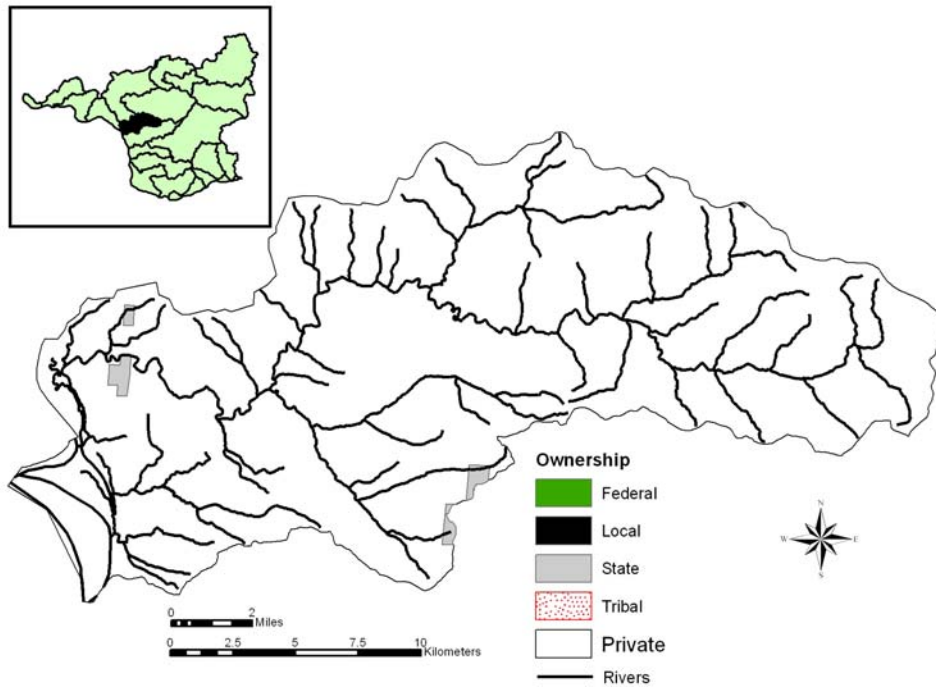 Ownership
Federal
Local
State
Tribal
Private
Rivers
N
W E
S
0 2
Miles
0 2.5 5 7.5 10
Kilometers